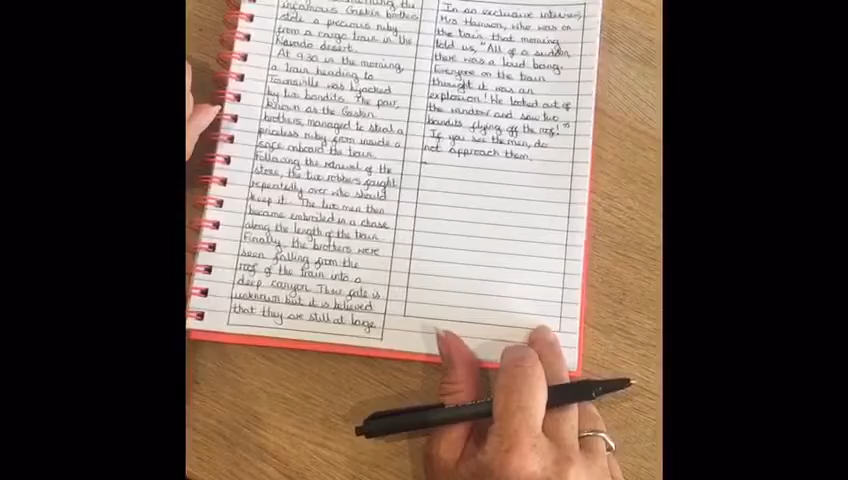 infamous Gaskin brothers
stole a precious ruby
from a cargo train in the
Navado desert.
At 9.30 in the morning,
a train heading to
Townsville was hijacked
by two bandits. The pair,
known as the Gaskin
brothers, managed to steal a
priceless ruby from inside a
safe onboard the train.
Following the retrieval of the
stone, the two robbers fought
repeatedly over who should
keep it. The two men then
became embroiled in a chase
along the length of the train.
Finally, the brothers were
seen falling from the
roof of the train into a
deep canyon. Their fate is
unknown but it is believed
that they are still at large.
In an exclusive interview,
Mrs Hanson, who was on
the train that morning
told us, "All of a sudden
there was a loud bang.
Everyone on the train
thought it was an
explosion! We looked out of
the window and saw two
bandits flying off the roof!"
If you see the men, do
not approach them.